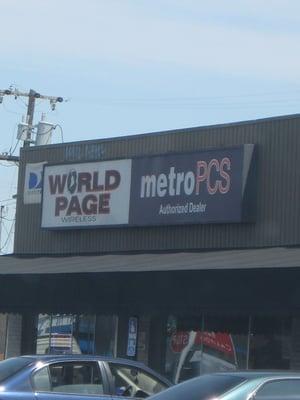 WORLD
PAGE
WIRELESS
metroPCS
Authorized Dealer